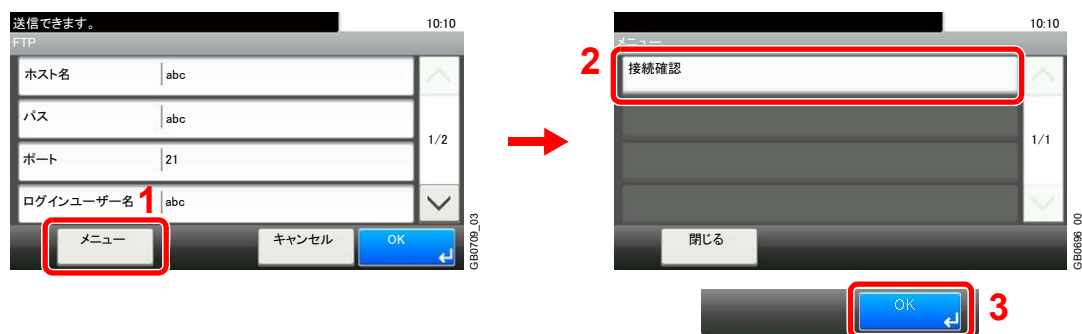 送信できます。 10:10
FTP
ホスト名 abc
パス abc
1/2
ポート 21
ログインユーザー名 abc
1
メニュー キャンセル OK
GB0709_03
10:10
メニュー
2
接続確認
1/1
閉じる
GB0696 00
OK
3